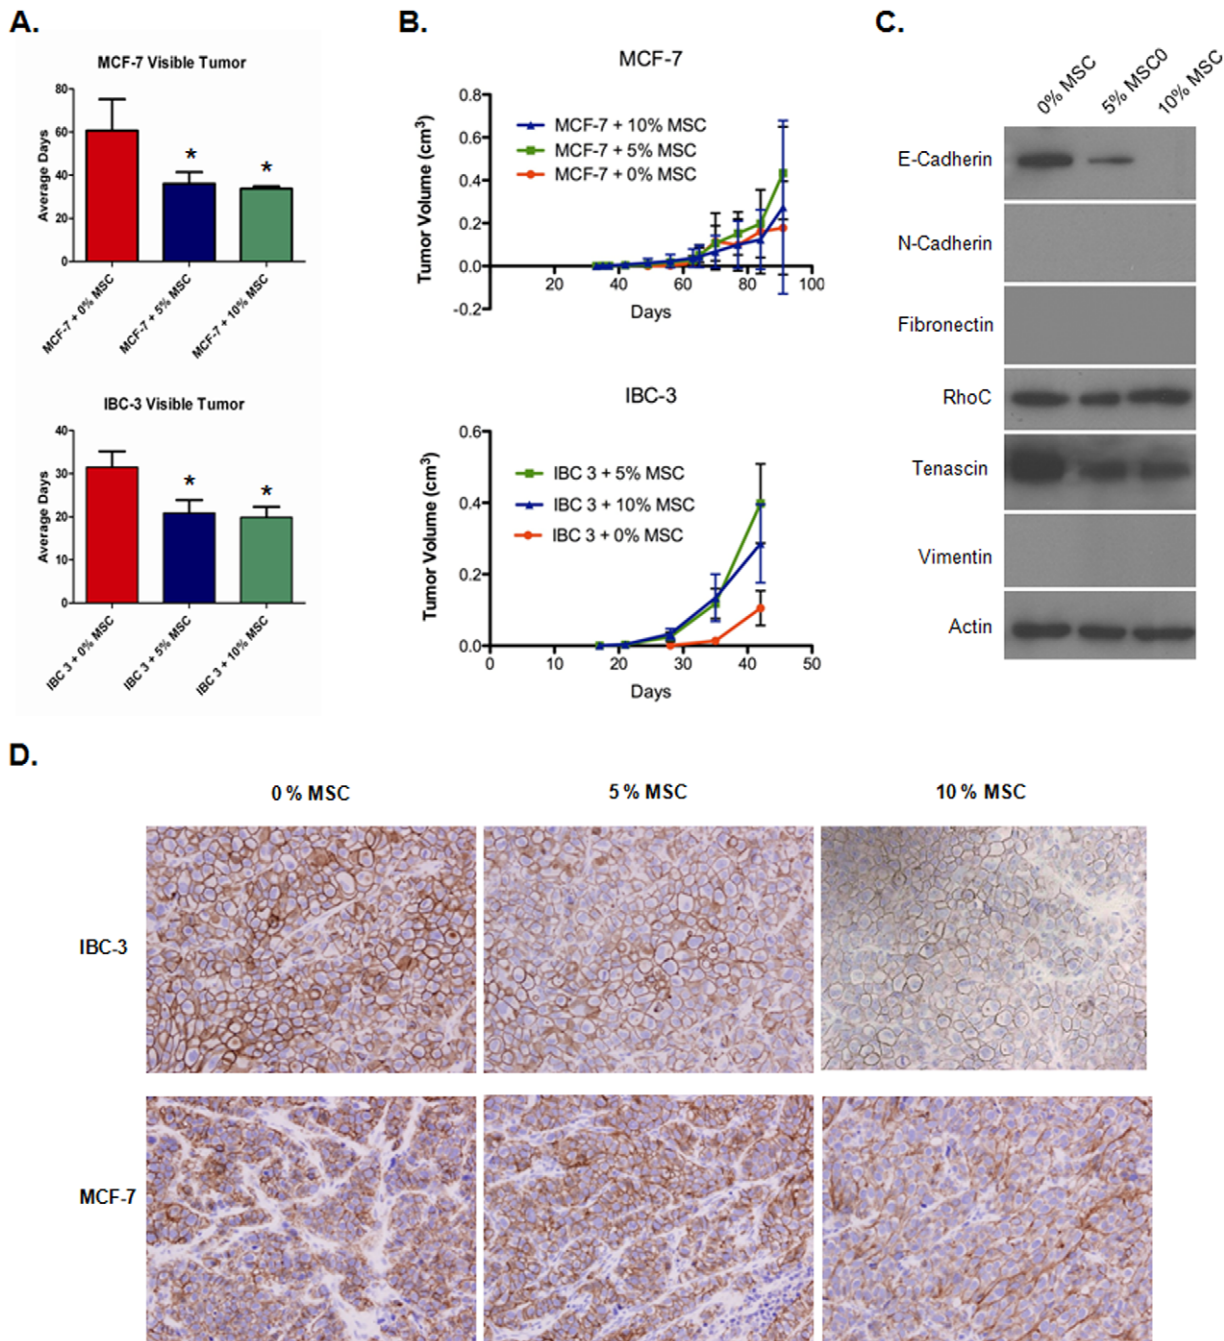 A.
MCF-7 Visible Tumor
Average Days
80
60
40
20
0
*
*
MCF-7 + 0% MSC
MCF-7 + 5% MSC
MCF-7 + 10% MSC
IBC-3 Visible Tumor
Average Days
40
30
20
10
0
*
*
IBC 3 + 0% MSC
IBC 3 + 5% MSC
IBC 3 + 10% MSC
B.
MCF-7
Tumor Volume (cm³)
0.8
0.6
0.4
0.2
0.0
-0.2
MCF-7 + 10% MSC
MCF-7 + 5% MSC
MCF-7 + 0% MSC
20 40 60 80 100
Days
IBC-3
Tumor Volume (cm³)
0.6
0.4
0.2
0.0
IBC 3 + 5% MSC
IBC 3 + 10% MSC
IBC 3 + 0% MSC
0 10 20 30 40 50
Days
C.
0% MSC
5% MSC0
10% MSC
E-Cadherin
N-Cadherin
Fibronectin
RhoC
Tenascin
Vimentin
Actin
D.
0 % MSC 5 % MSC 10 % MSC
IBC-3
MCF-7